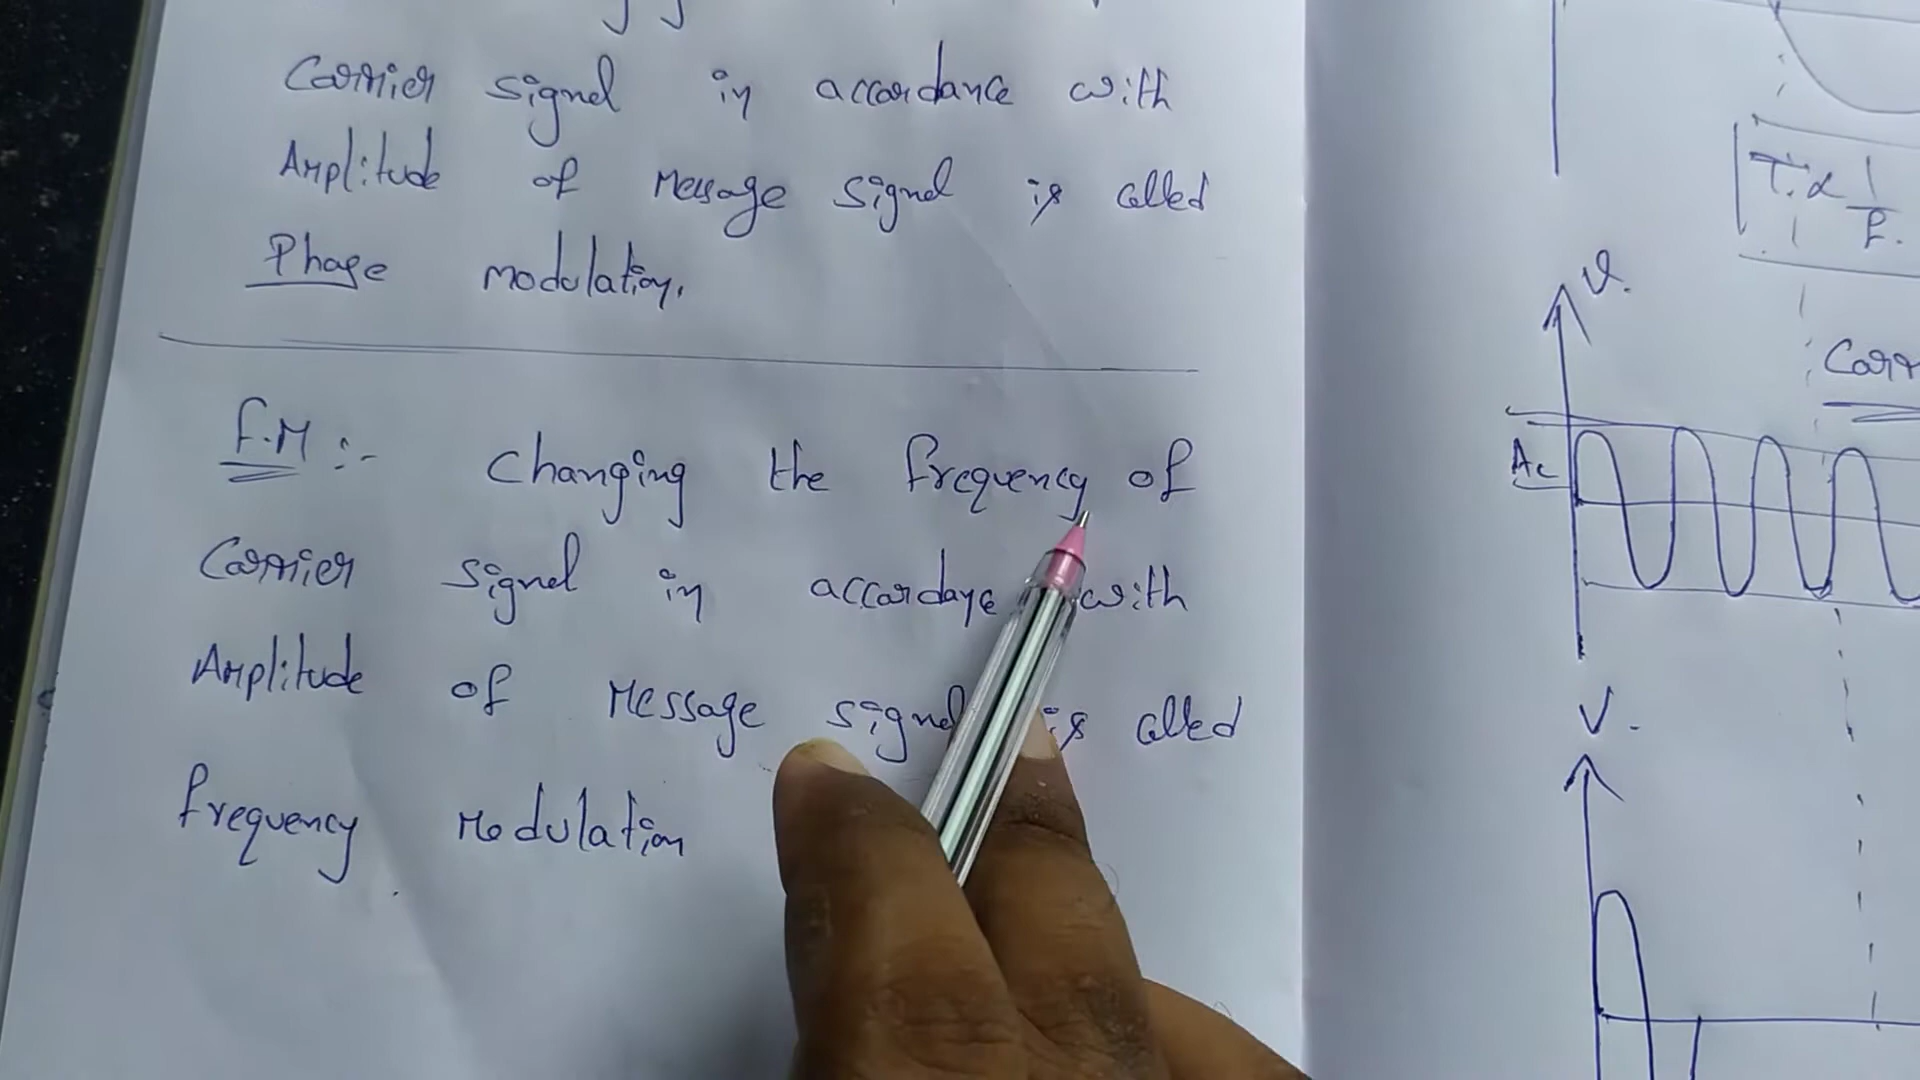 Carrier signal in accordance with
Amplitude of Message signal is called
Phase modulation.
F.M :- Changing the frequency of
Carrier signal in accordance with
Amplitude of Message signal is called
frequency Modulation
T ∝ 1/f.
V.
Ac
V.